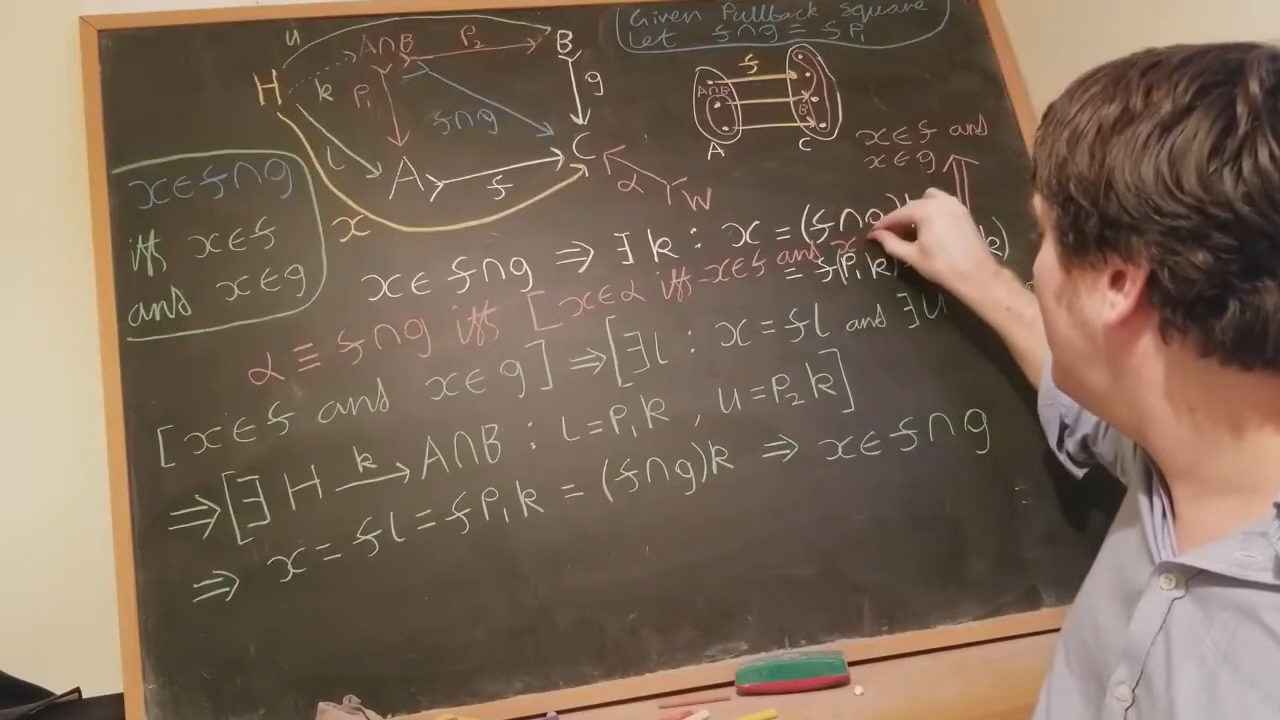 Given Pullback Square
Let f∩g = fP₁
u
A∩B
P₂
B
H
k
P₁
f∩g
g
l
A
f
C
α
W
x
f
A∩B
B
A
C
x∈f∩g
iff x∈f
and x∈g
x∈f and
x∈g
x∈f∩g ⇒ ∃ k : x = (f∩g)
= f(P₁k) k)
α ≡ f∩g iff [x∈α iff x∈f and x
[x∈f and x∈g] ⇒ [∃l : x = fl and ∃u
⇒ [∃ H k→ A∩B : l = P₁k , u = P₂k]
⇒ x = fl = fP₁k = (f∩g)k ⇒ x∈f∩g